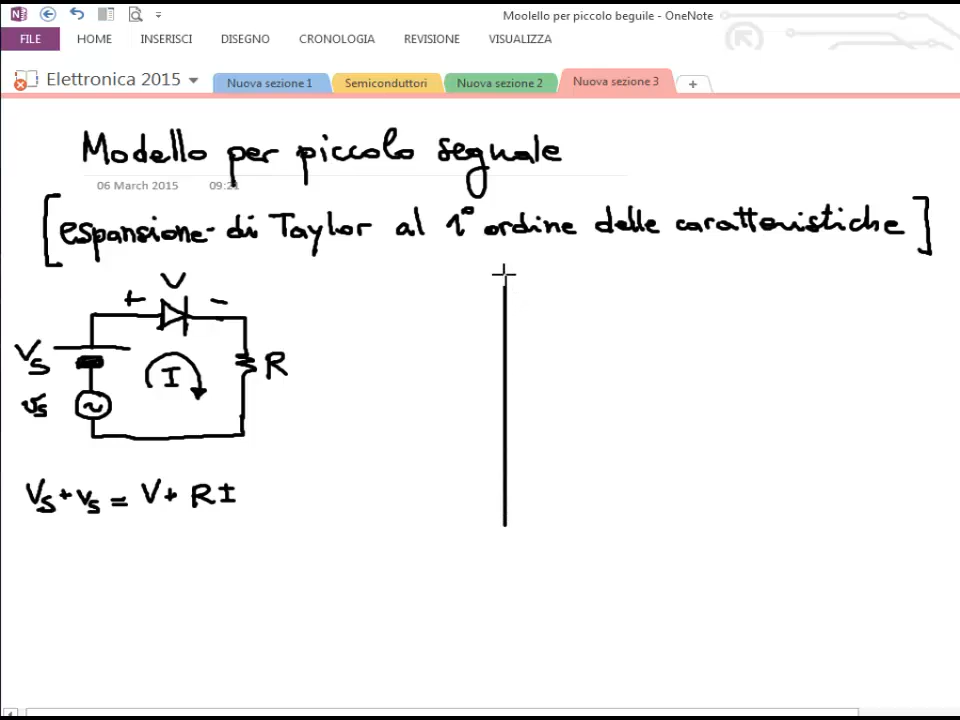 Moolello per piccolo beguile - OneNote
FILE HOME INSERISCI DISEGNO CRONOLOGIA REVISIONE VISUALIZZA
Elettronica 2015 Nuova sezione 1 Semiconduttori Nuova sezione 2 Nuova sezione 3 +
Modello per piccolo segnale
06 March 2015 09:21
[espansione di Taylor al 1° ordine delle caratteristiche]
V
+ -
Vs
I
R
vs
Vs + vs = V + RI